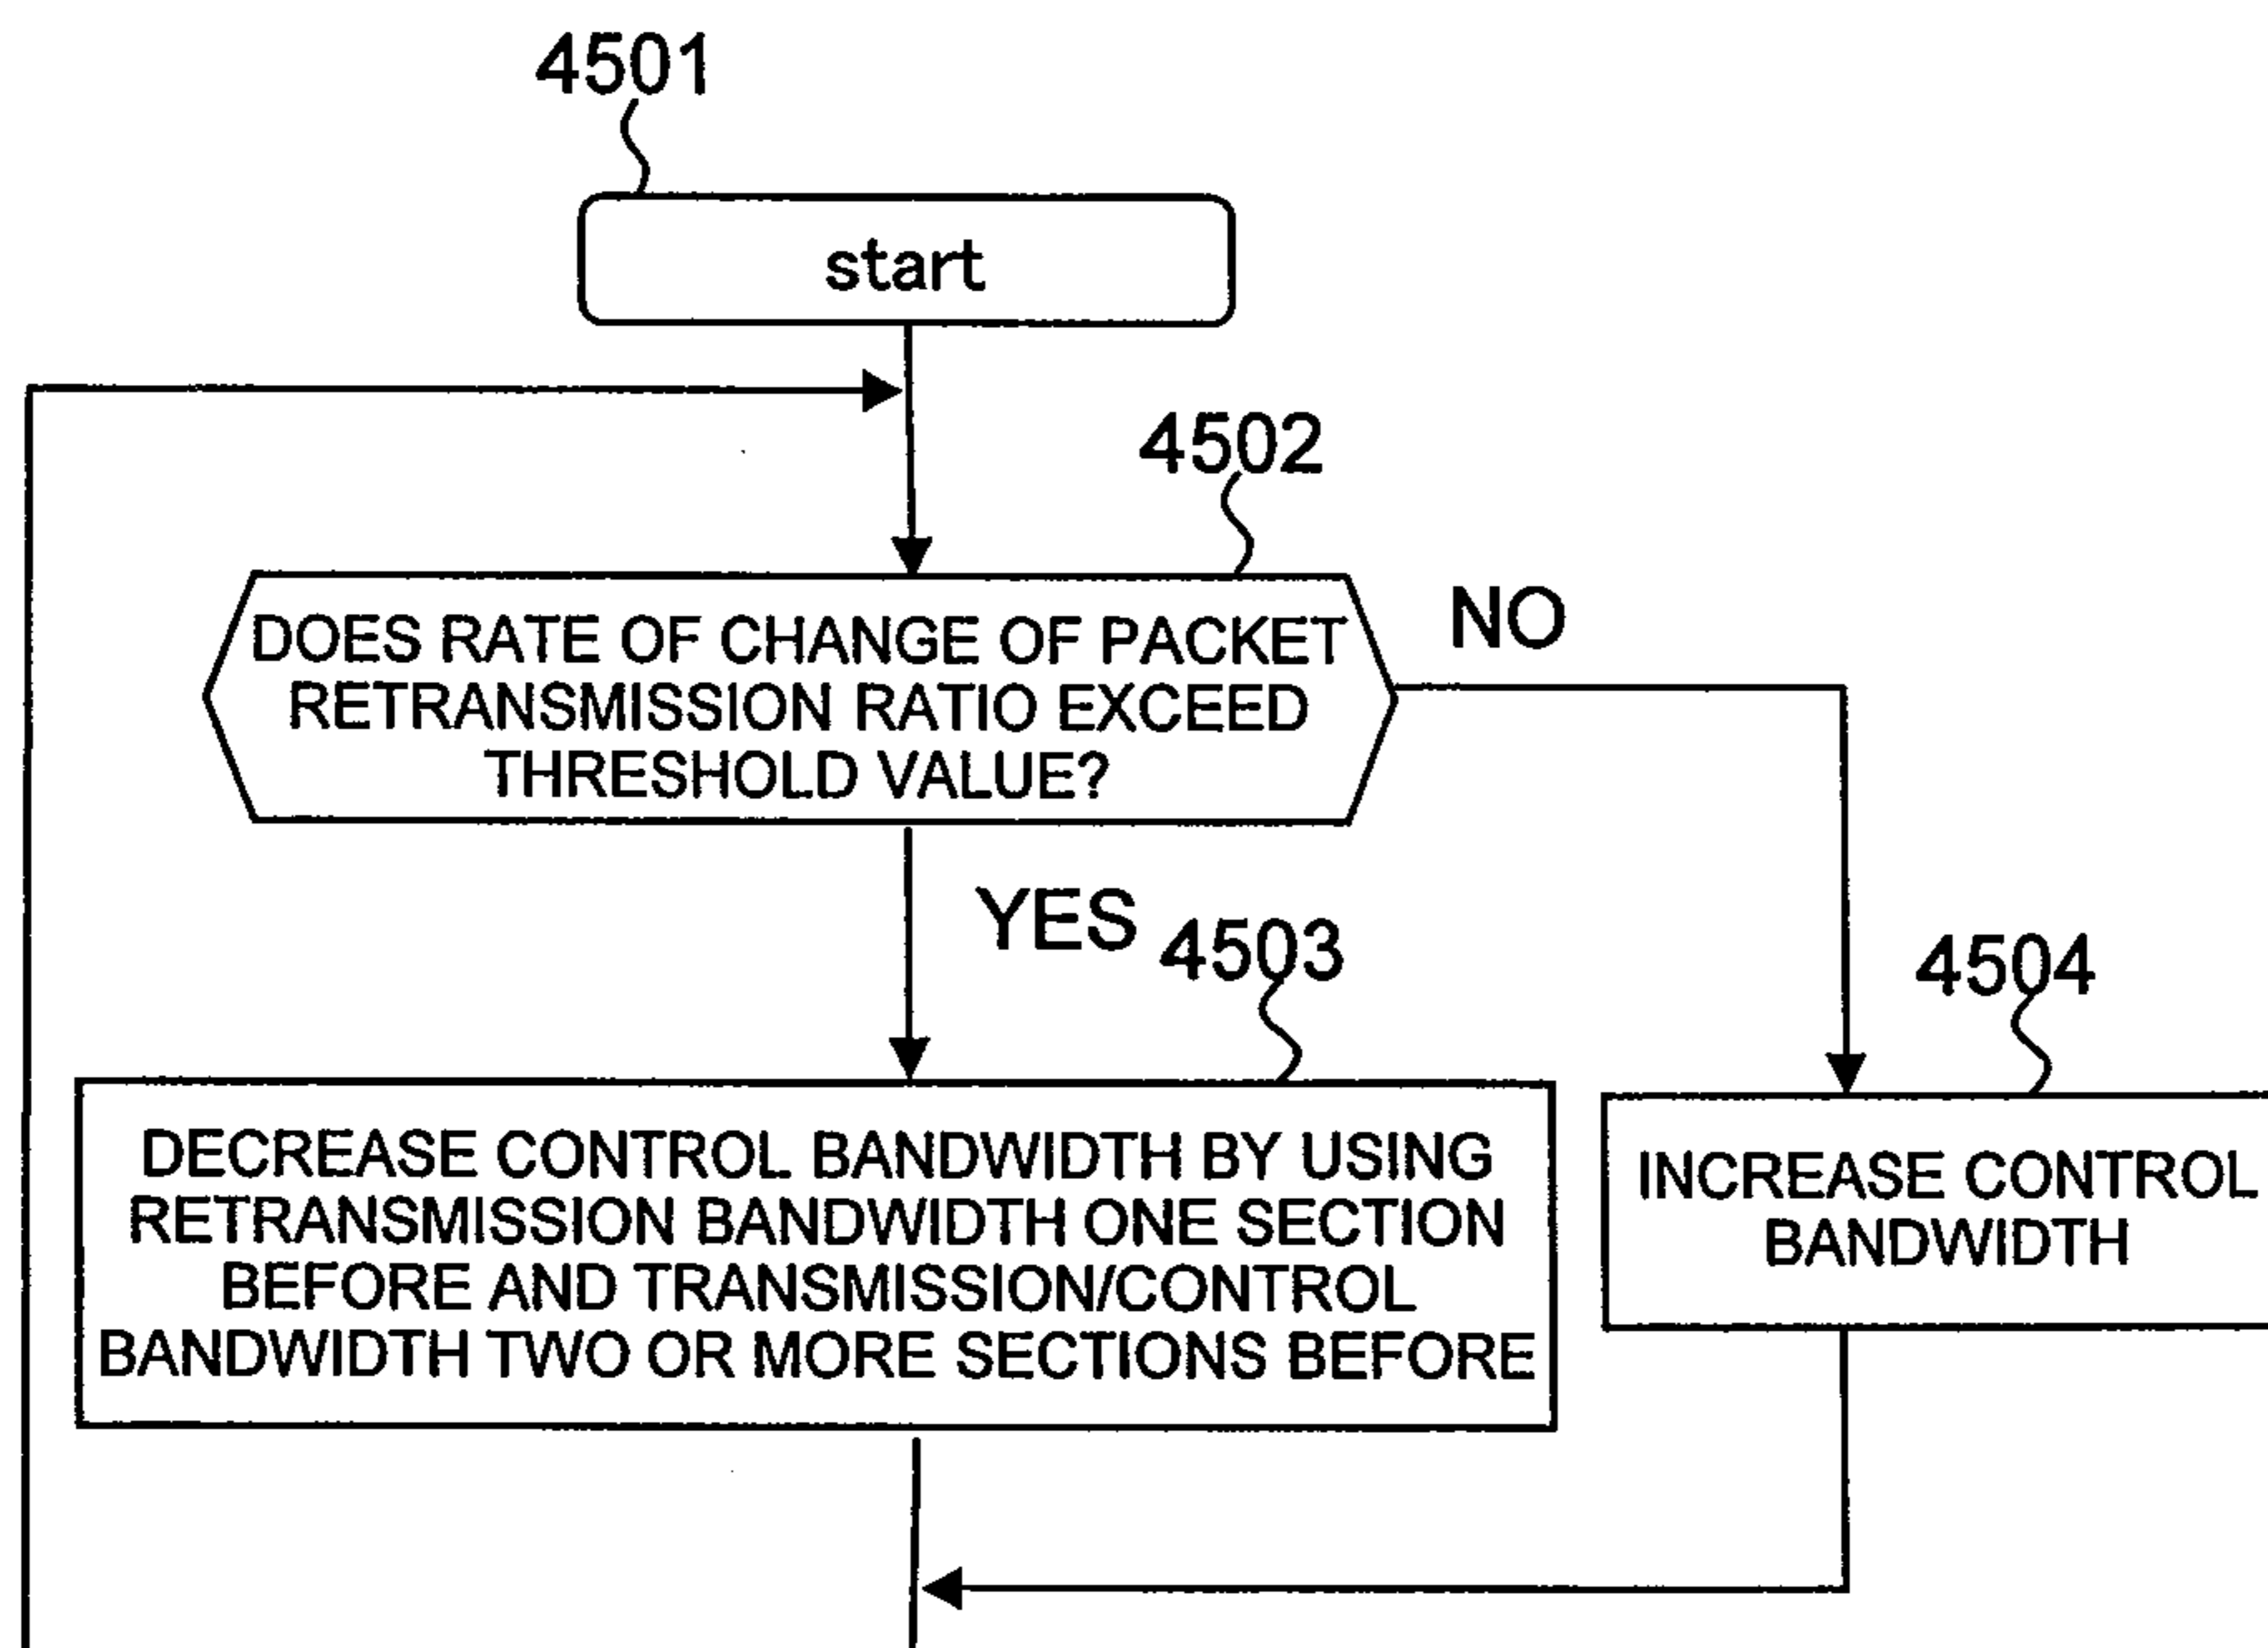 4501
start
4502
DOES RATE OF CHANGE OF PACKET
RETRANSMISSION RATIO EXCEED
THRESHOLD VALUE?
NO
YES
4503
4504
DECREASE CONTROL BANDWIDTH BY USING
RETRANSMISSION BANDWIDTH ONE SECTION
BEFORE AND TRANSMISSION/CONTROL
BANDWIDTH TWO OR MORE SECTIONS BEFORE
INCREASE CONTROL
BANDWIDTH